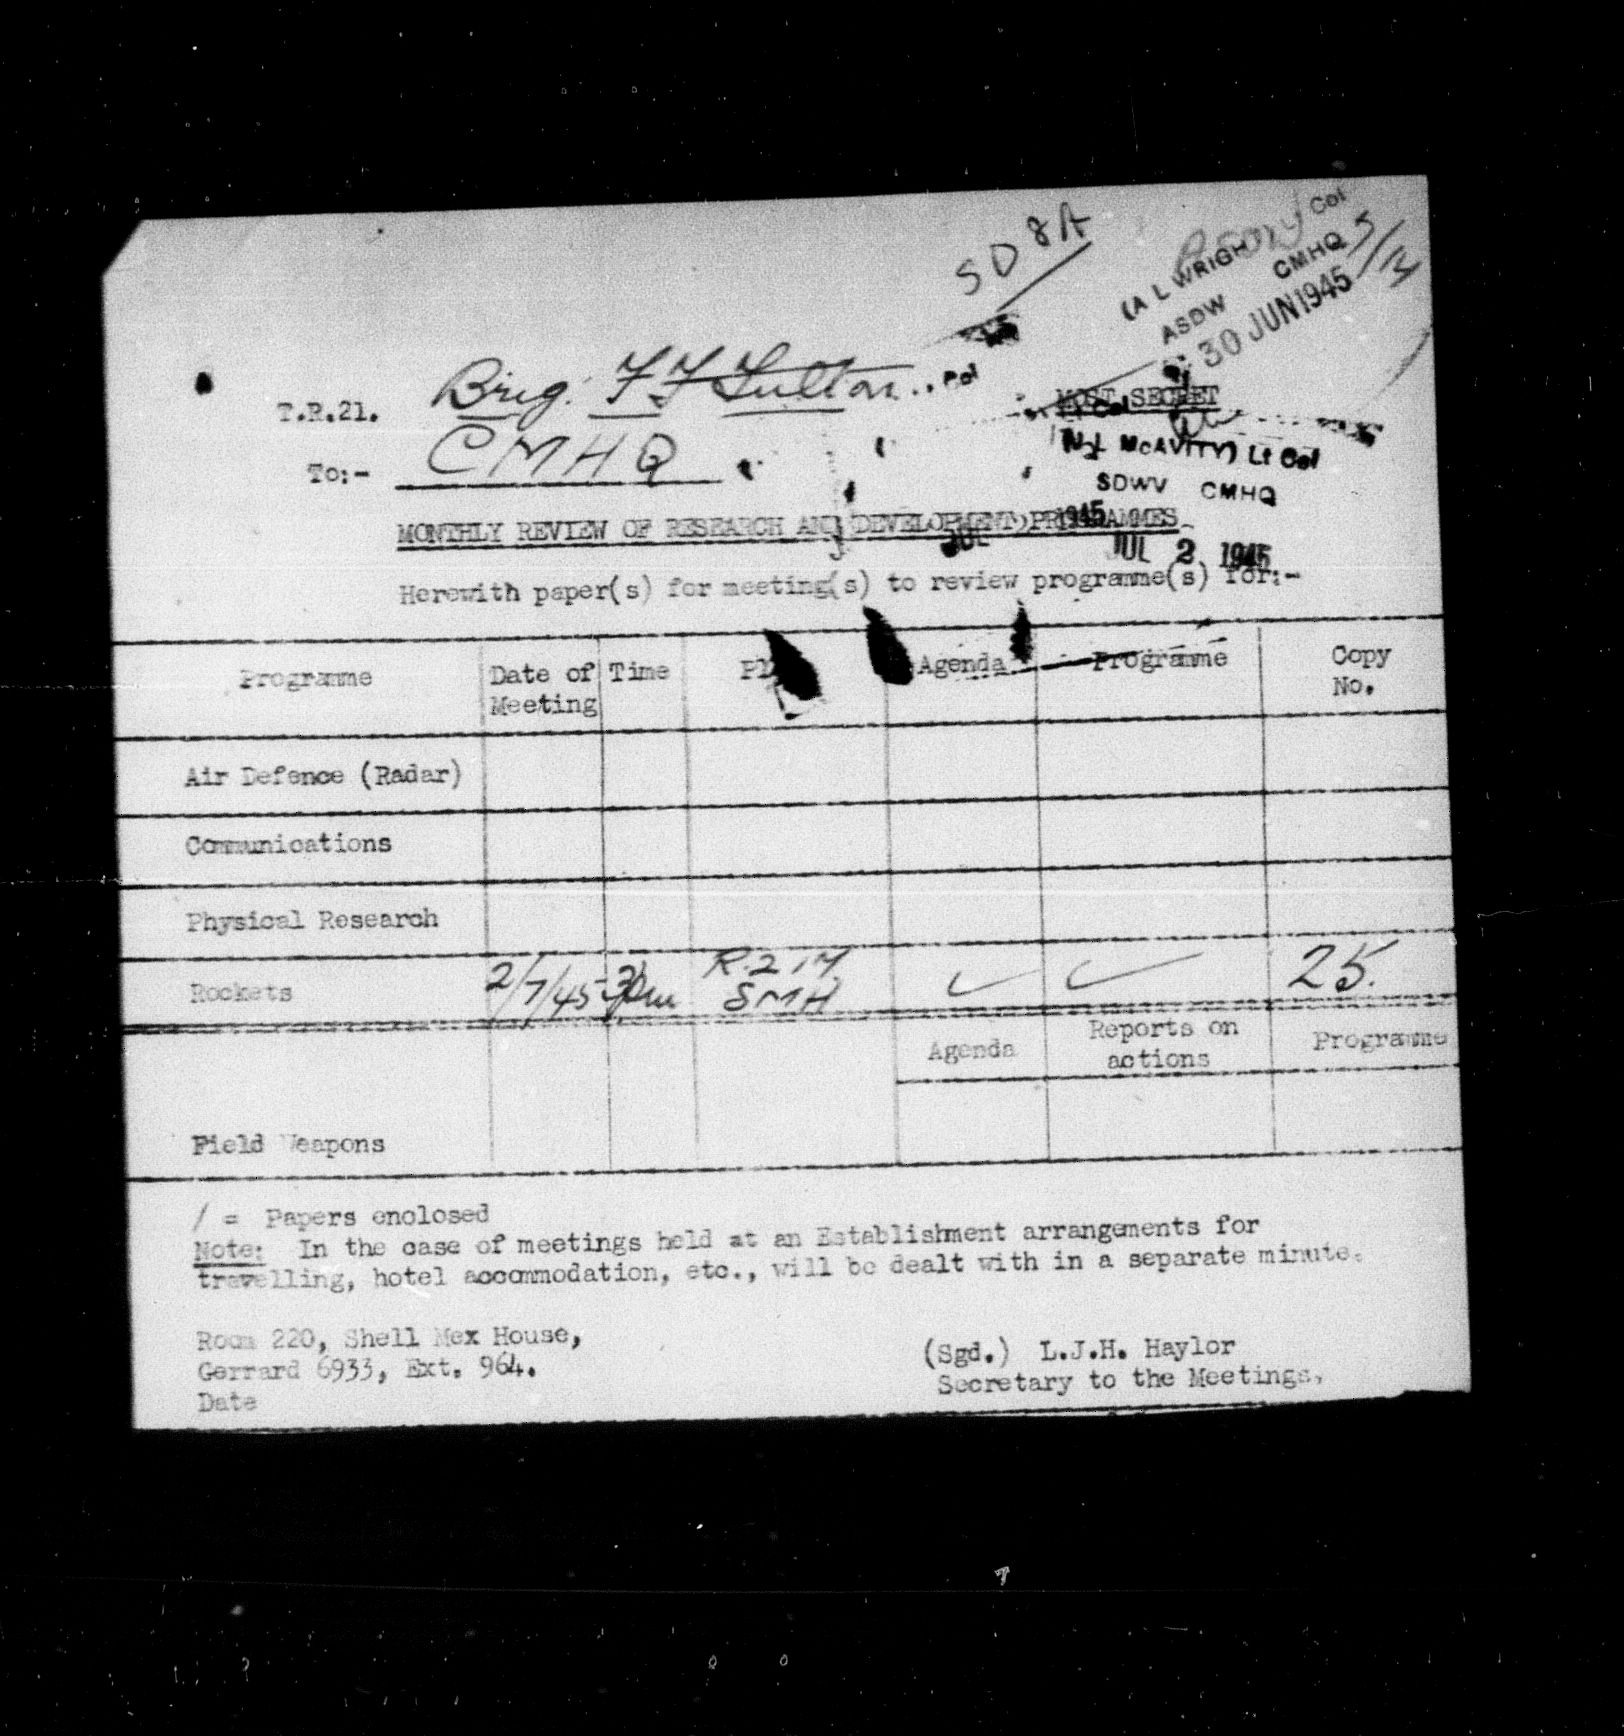 SD 8A
Col
(A L WRIGH
ASDW CMHQ
30 JUN 1945
Brig. F F Fulton
T.R.21.
MOST SECRET
CMHQ
To:-
McAVITY) Lt Col
SDWV CMHQ
MONTHLY REVIEW OF RESEARCH AND DEVELOPMENT PROGRAMMES
JUL 1945
JUL 2 1945
Herewith paper(s) for meeting(s) to review programme(s) for:-
Programme Date of Time Agenda Programme Copy
Meeting No.
Air Defence (Radar)
Communications
Physical Research
Rockets 2/7/45 SMH 25.
Agenda Reports on Programme
actions
Field Weapons
/ = Papers enclosed
Note: In the case of meetings held at an Establishment arrangements for
travelling, hotel accommodation, etc., will be dealt with in a separate minute.
Room 220, Shell Mex House,
Gerrard 6933, Ext. 964.
Date
(Sgd.) L.J.H. Haylor
Secretary to the Meetings.